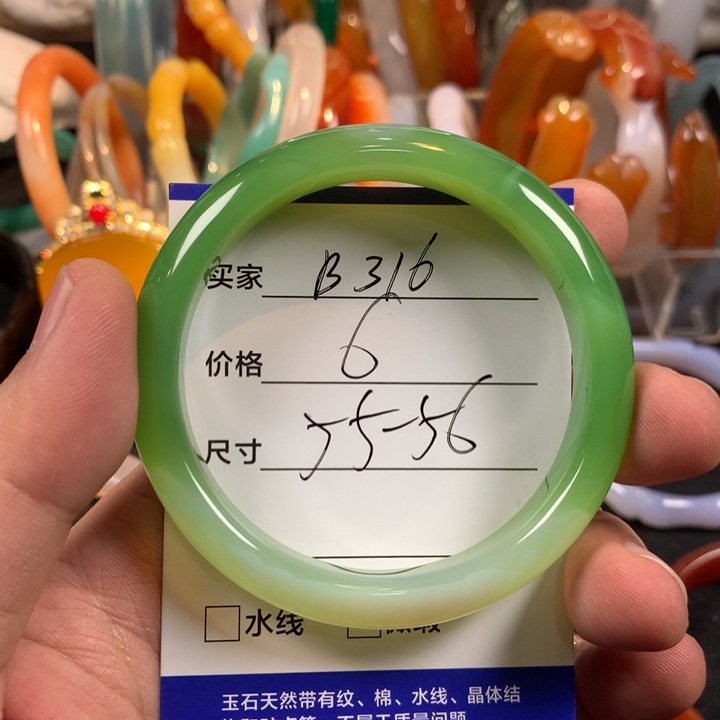 买家 B316
价格 6
尺寸 55-56
水线
玉石天然带有纹、棉、水线、晶体结